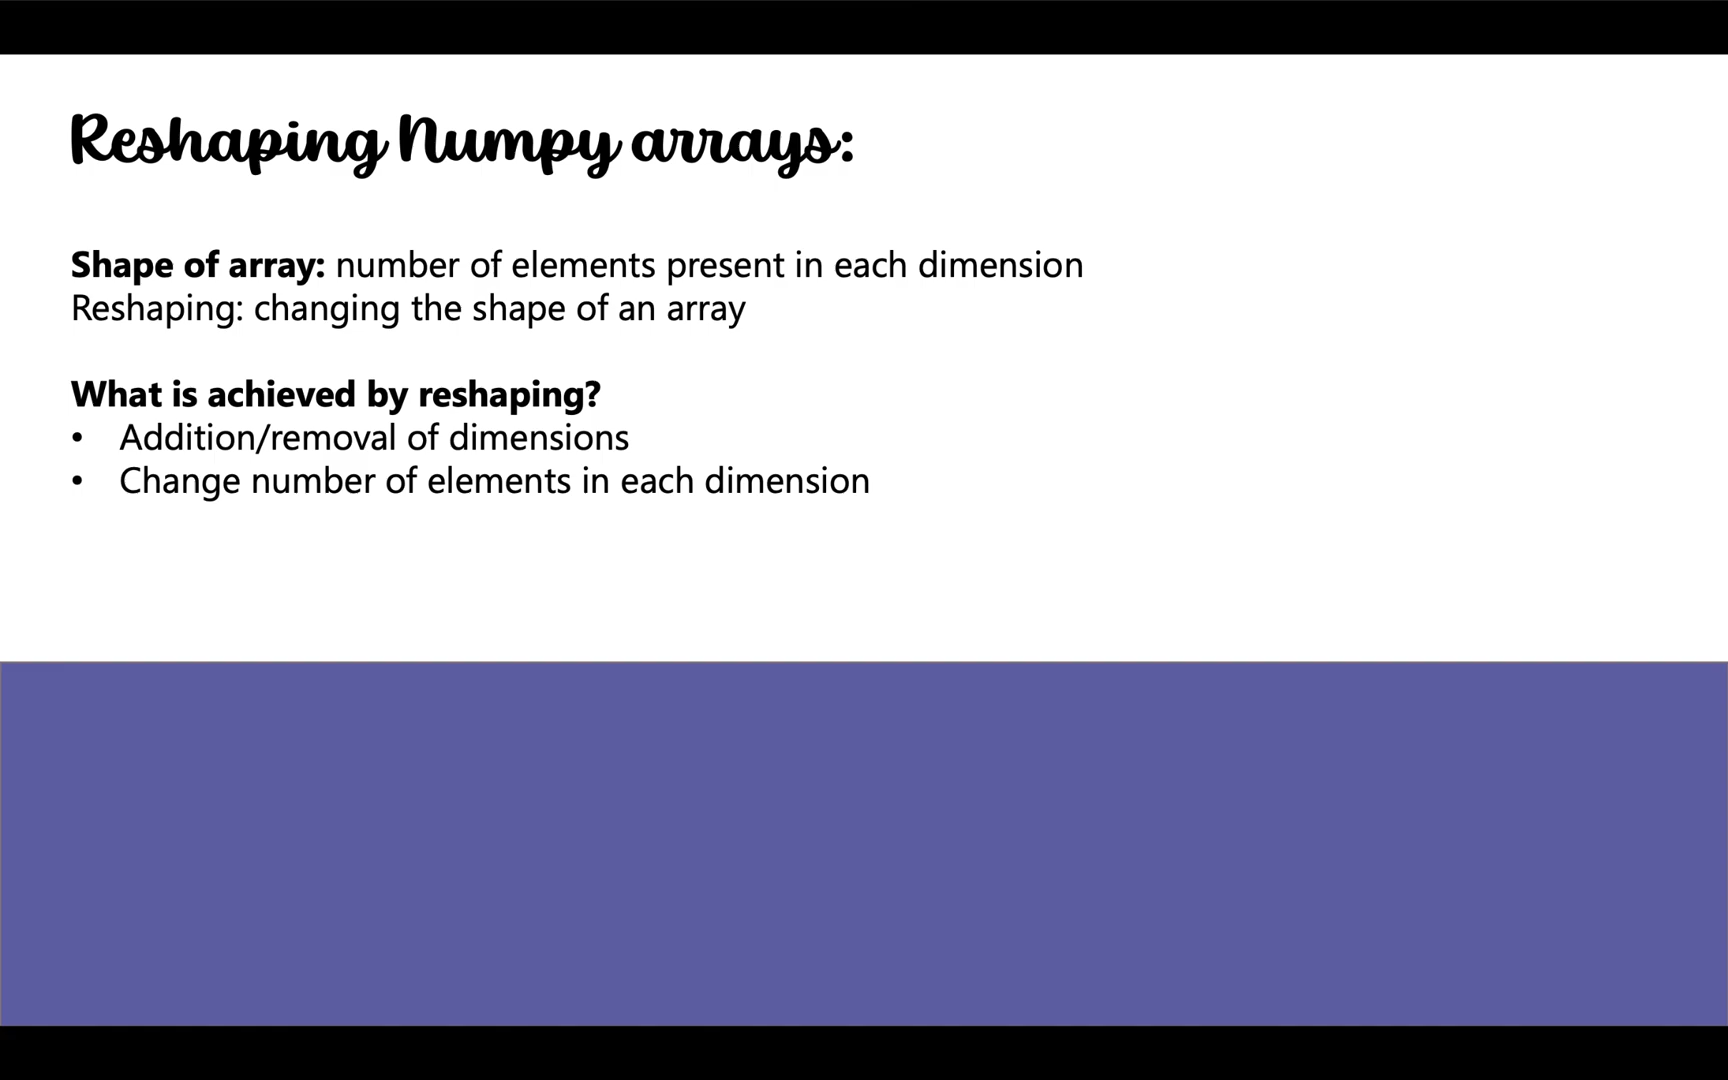 Reshaping Numpy arrays:
Shape of array: number of elements present in each dimension
Reshaping: changing the shape of an array
What is achieved by reshaping?
• Addition/removal of dimensions
• Change number of elements in each dimension